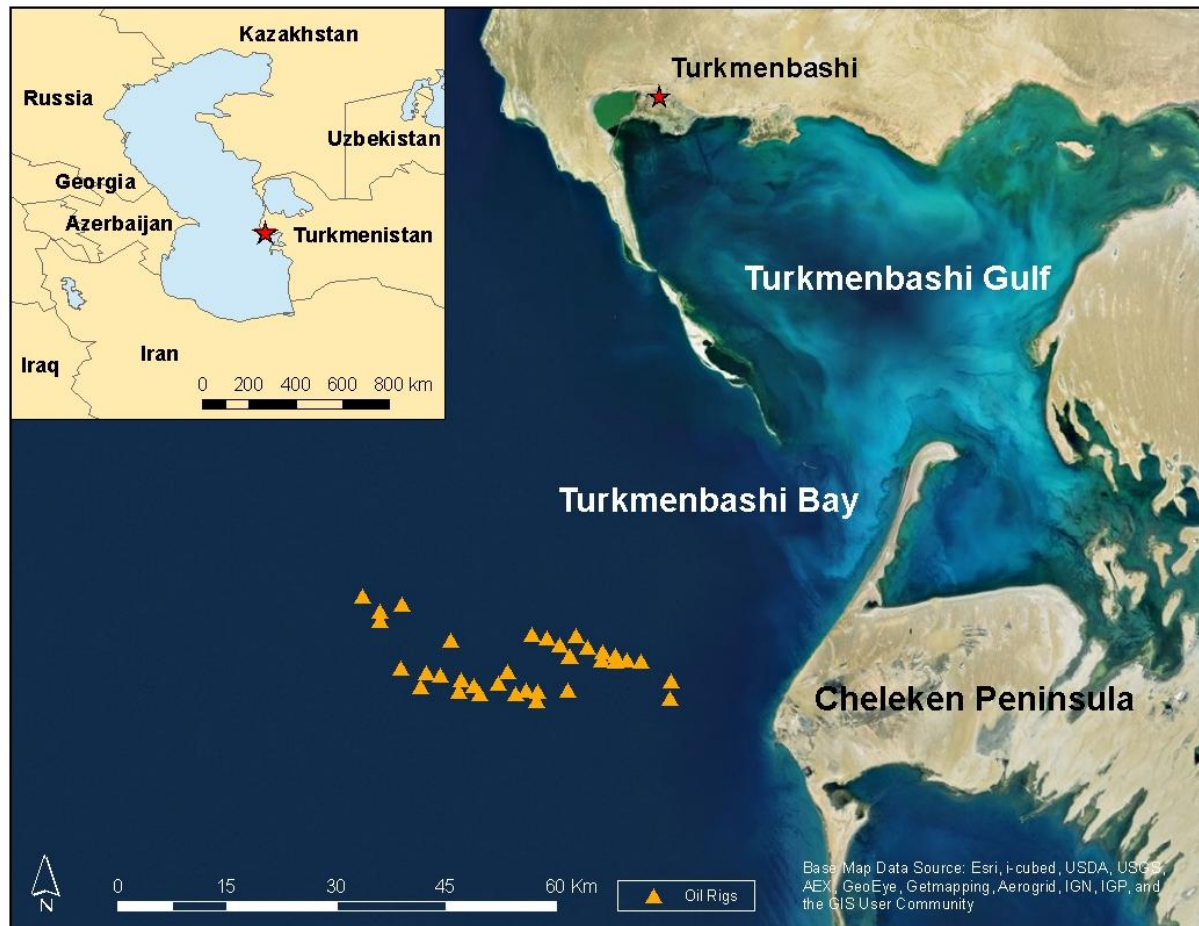 Kazakhstan
Russia
Uzbekistan
Georgia
Azerbaijan
Turkmenistan
Iraq
Iran
0 200 400 600 800 km
Turkmenbashi
Turkmenbashi Gulf
Turkmenbashi Bay
Cheleken Peninsula
N
0 15 30 45 60 Km
Oil Rigs
Base Map Data Source: Esri, i-cubed, USDA, USGS,
AEX, GeoEye, Getmapping, Aerogrid, IGN, IGP, and
the GIS User Community